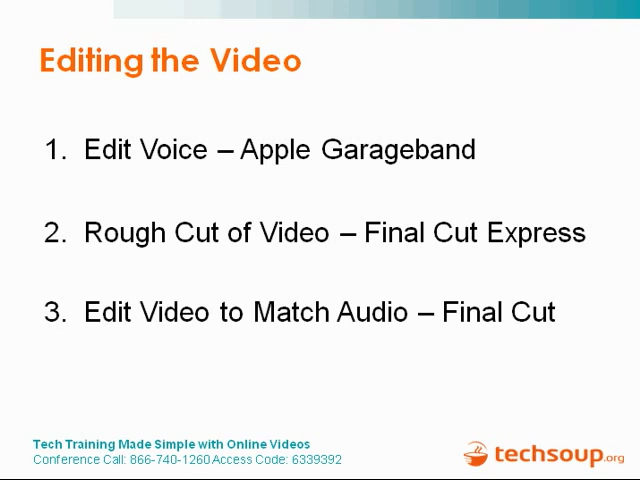 Editing the Video
1. Edit Voice – Apple Garageband
2. Rough Cut of Video – Final Cut Express
3. Edit Video to Match Audio – Final Cut
Tech Training Made Simple with Online Videos
Conference Call: 866-740-1260 Access Code: 6339392
techsoup.org